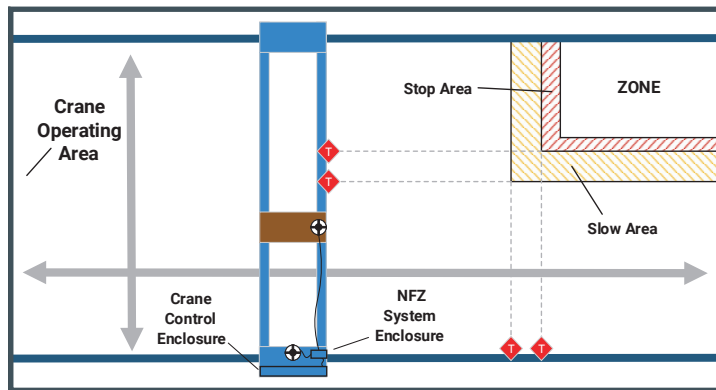 Crane
Operating
Area
Stop Area
ZONE
T
T
Slow Area
Crane
Control
Enclosure
NFZ
System
Enclosure
T
T